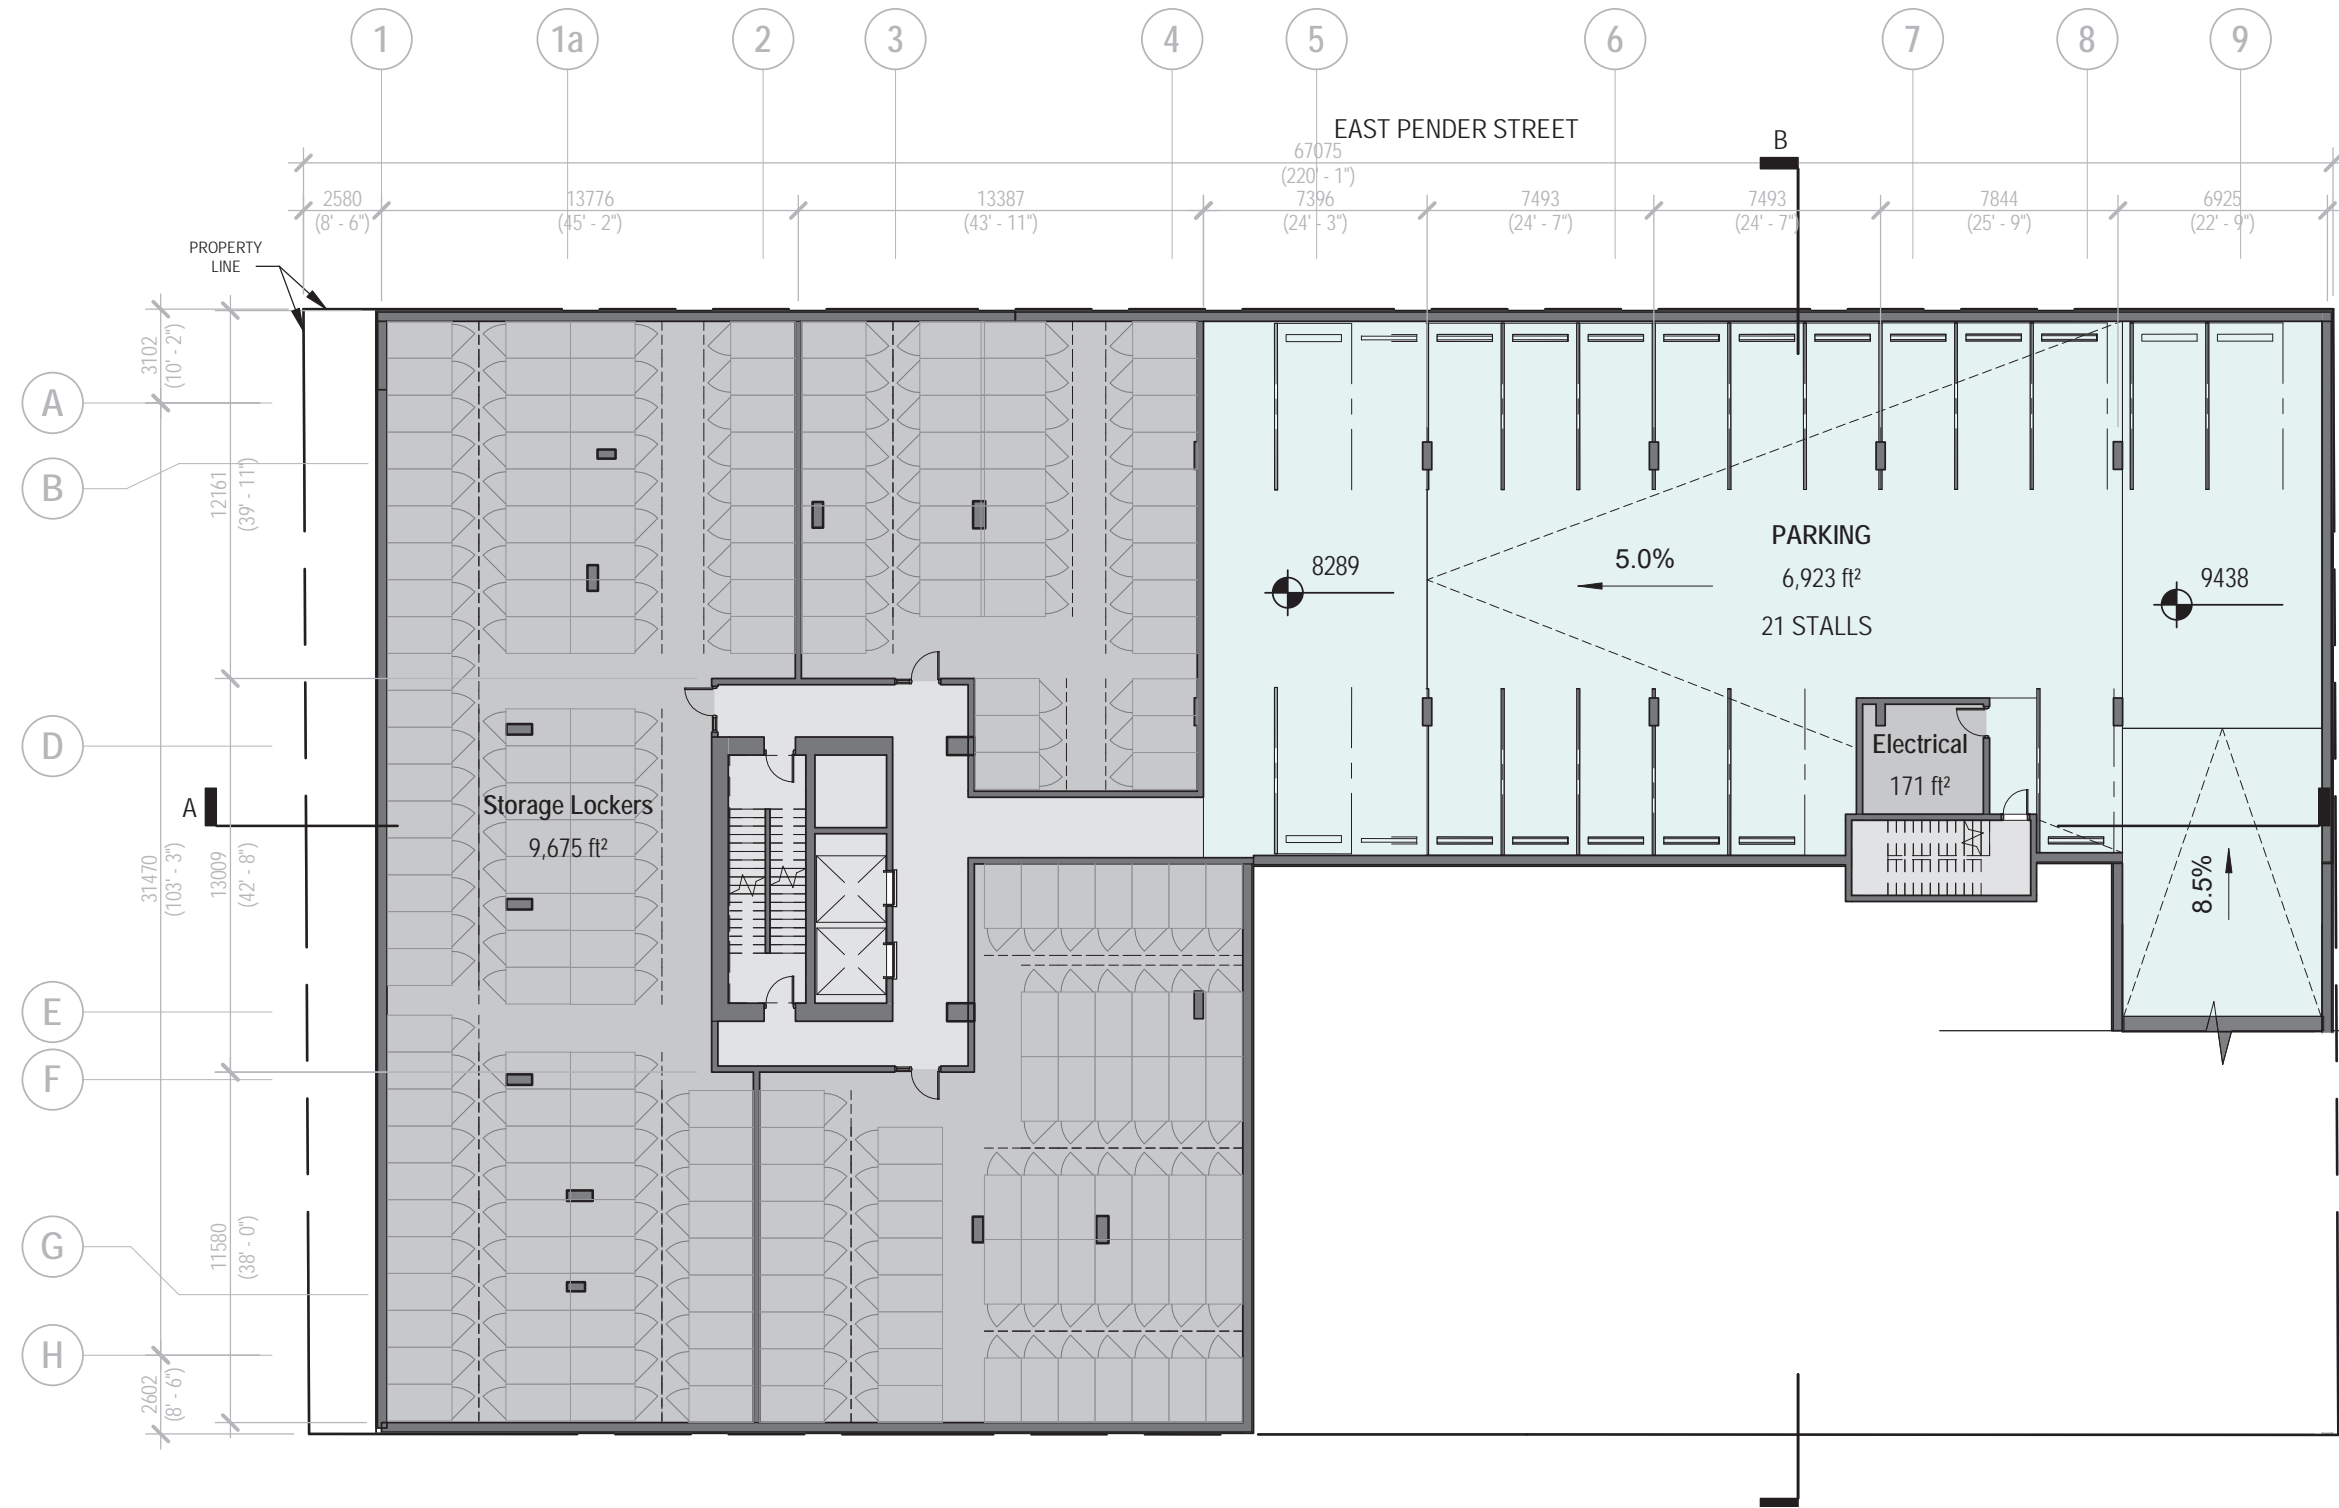 1
1a
2
3
4
5
6
7
8
9
EAST PENDER STREET
67075
(220' - 1")
B
2580
(8' - 6")
13776
(45' - 2")
13387
(43' - 11")
7396
(24' - 3")
7493
(24' - 7")
7493
(24' - 7")
7844
(25' - 9")
6925
(22' - 9")
PROPERTY
LINE
3102
(10' - 2")
A
B
12161
(39' - 11")
8289
5.0%
PARKING
6,923 ft²
21 STALLS
9438
D
Electrical
171 ft²
A
Storage Lockers
9,675 ft²
31470
(103' - 3")
13009
(42' - 8")
8.5%
E
F
G
11580
(38' - 0")
H
2602
(8' - 6")